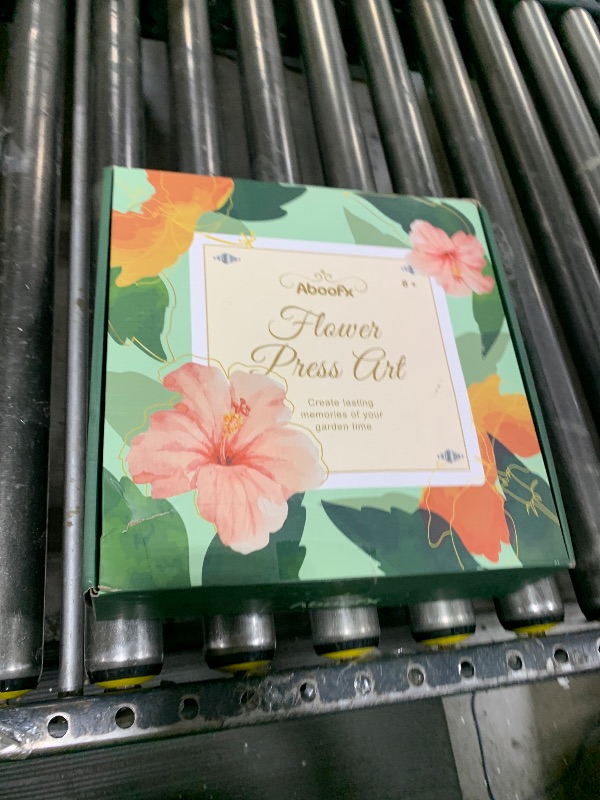 Aboofx
8+
Flower
Press Art
Create lasting
memories of your
garden time